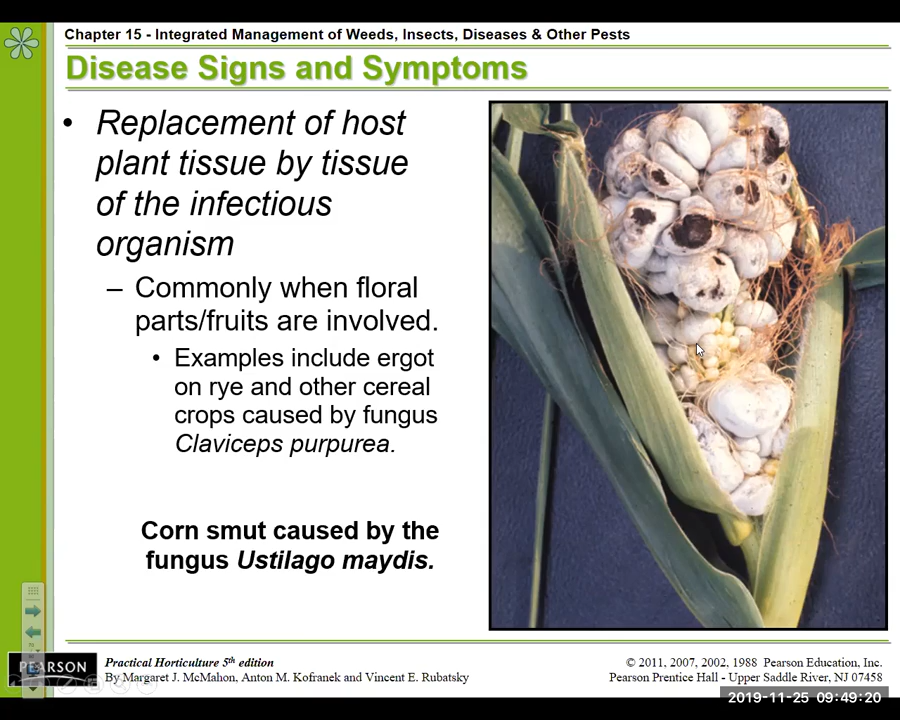 Chapter 15 - Integrated Management of Weeds, Insects, Diseases & Other Pests
Disease Signs and Symptoms
• Replacement of host
plant tissue by tissue
of the infectious
organism
– Commonly when floral
parts/fruits are involved.
• Examples include ergot
on rye and other cereal
crops caused by fungus
Claviceps purpurea.
Corn smut caused by the
fungus Ustilago maydis.
PEARSON
Practical Horticulture 5th edition
By Margaret J. McMahon, Anton M. Kofranek and Vincent E. Rubatsky
© 2011, 2007, 2002, 1988 Pearson Education, Inc.
Pearson Prentice Hall - Upper Saddle River, NJ 07458
2019-11-25 09:49:20